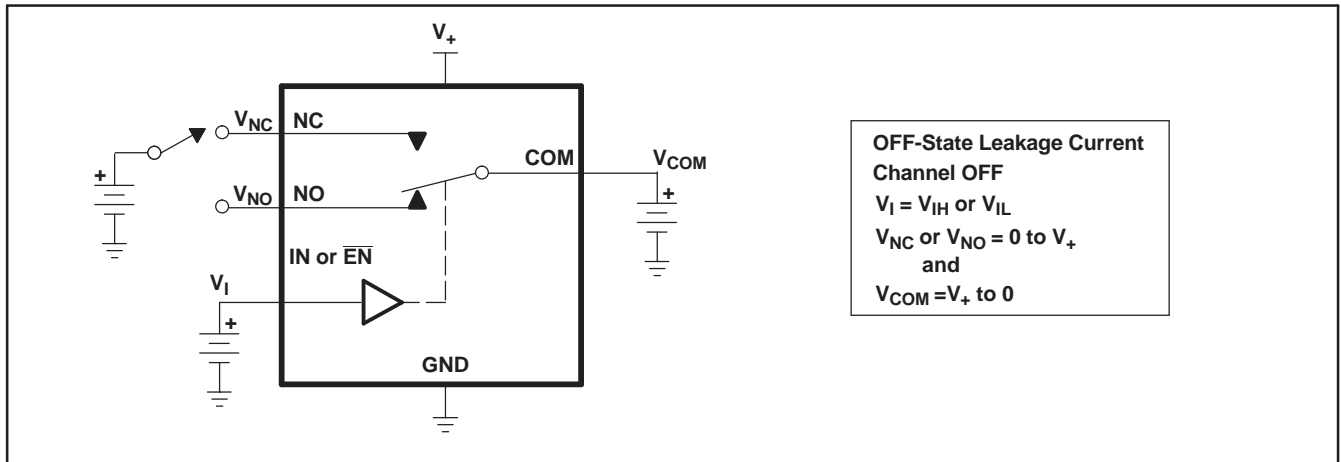 V+
VNC NC
COM VCOM
+
VNO NO
+
IN or EN
VI
+
GND
OFF-State Leakage Current
Channel OFF
VI = VIH or VIL
VNC or VNO = 0 to V+
and
VCOM =V+ to 0